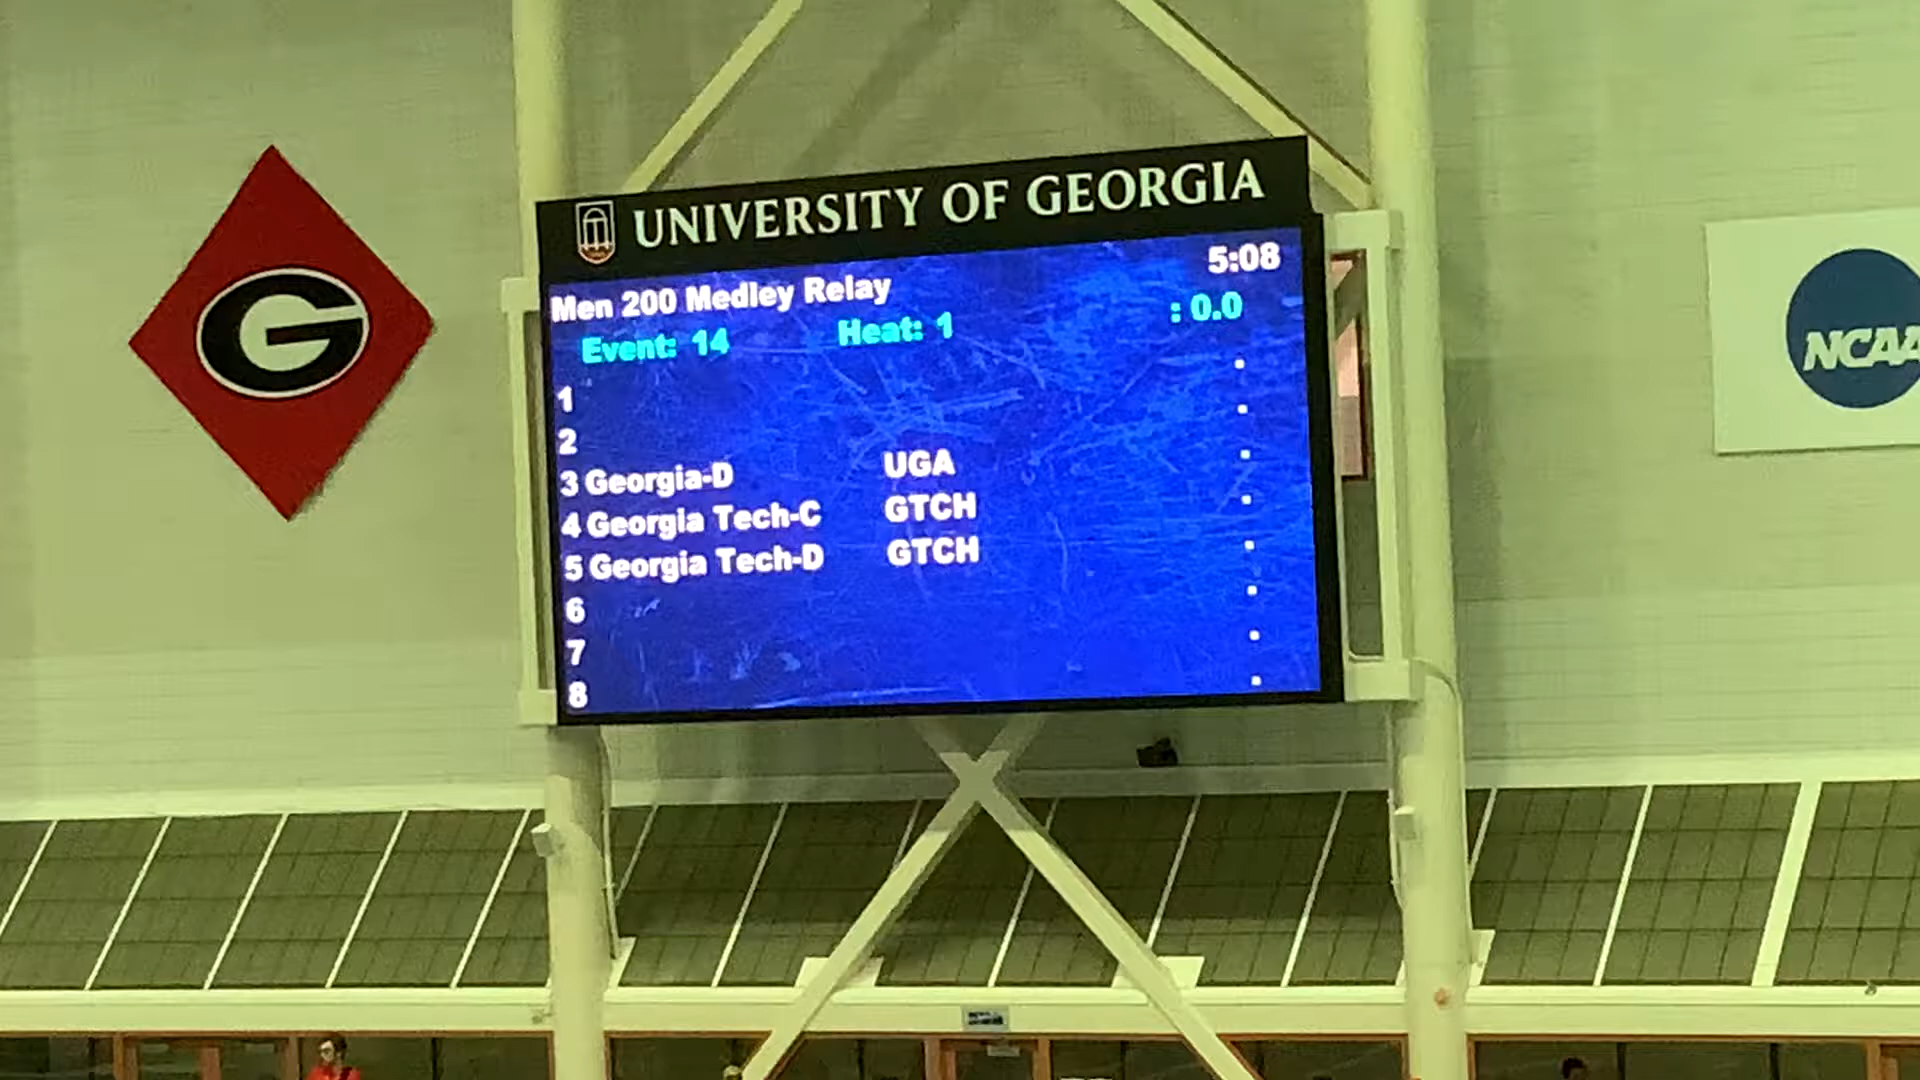 UNIVERSITY OF GEORGIA
5:08
Men 200 Medley Relay
Event: 14 Heat: 1 : 0.0
1 .
2 .
3 Georgia-D UGA .
4 Georgia Tech-C GTCH .
5 Georgia Tech-D GTCH .
6 .
7 .
8 .
G
NCAA